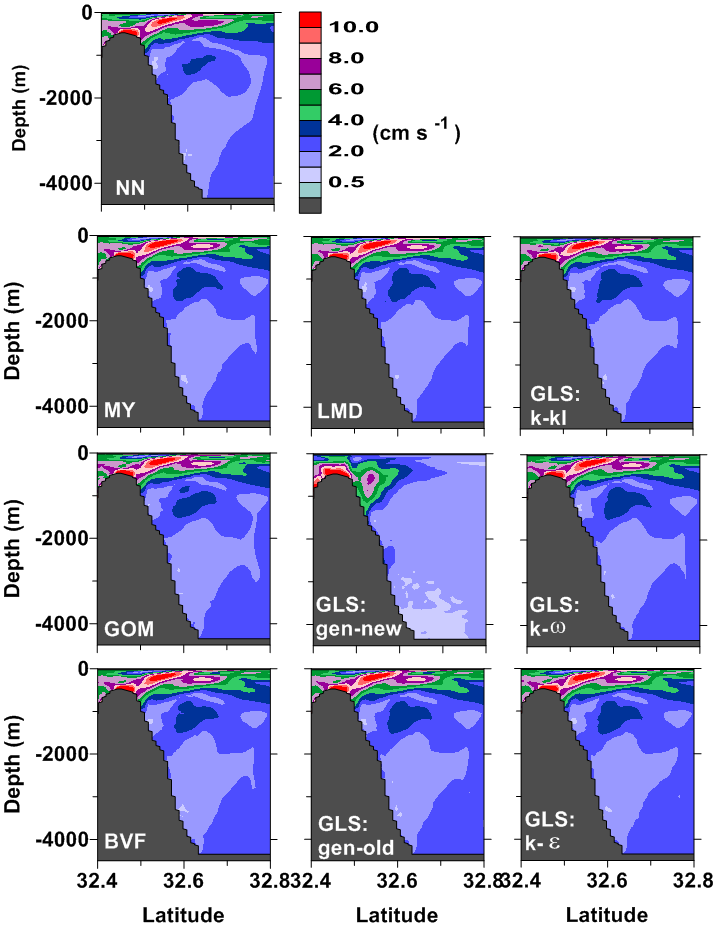 0
-2000
-4000
Depth (m)
NN
10.0
8.0
6.0
4.0
2.0
0.5
(cm s -1 )
0
-2000
-4000
Depth (m)
MY
LMD
GLS:
k-kl
0
-2000
-4000
Depth (m)
GOM
GLS:
gen-new
GLS:
k-ω
0
-2000
-4000
Depth (m)
BVF
GLS:
gen-old
GLS:
k- ε
32.4 32.6 32.8 32.4 32.6 32.8 32.4 32.6 32.8
Latitude Latitude Latitude